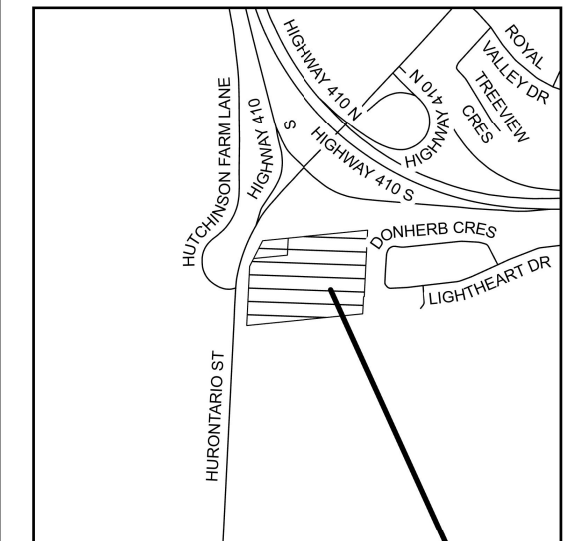 HIGHWAY 410 N
ROYAL
VALLEY DR
HIGHWAY 410 N
TREEVIEW
CRES
HUTCHINSON FARM LANE
HIGHWAY 410
S
HIGHWAY 410 S
DONHERB CRES
LIGHTHEART DR
HURONTARIO ST